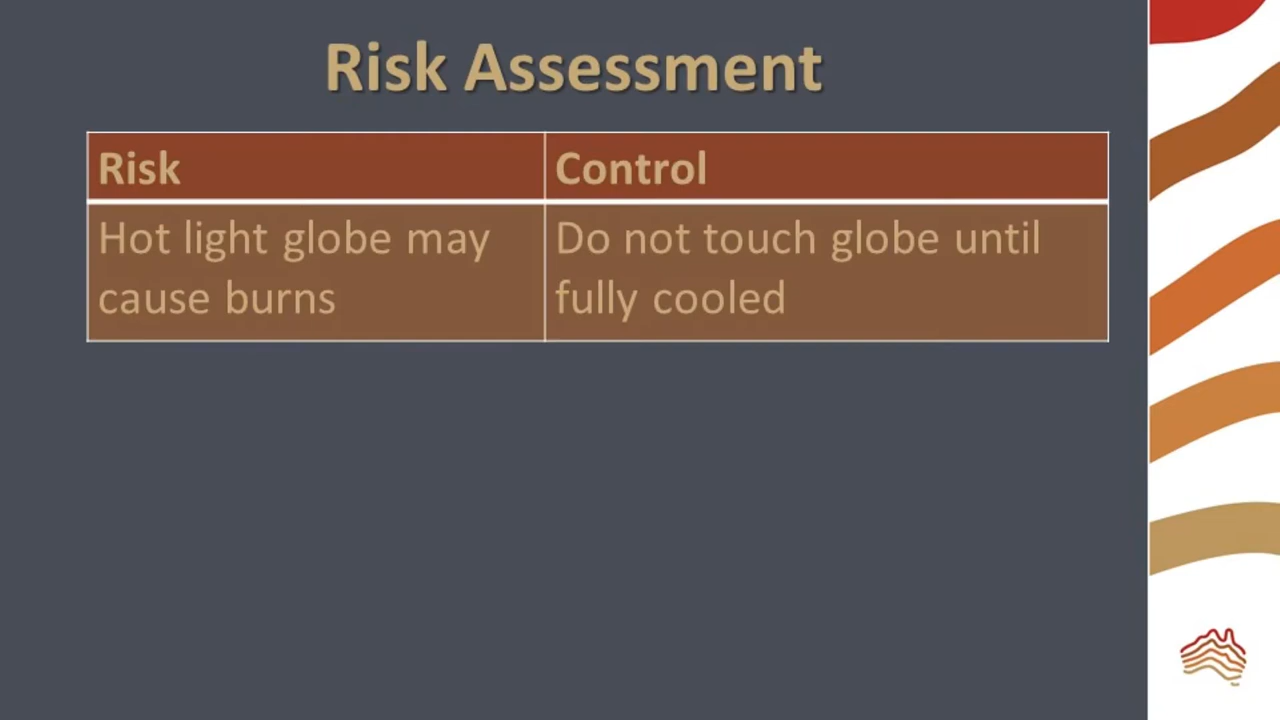 Risk Assessment
Risk
Control
Hot light globe may
cause burns
Do not touch globe until
fully cooled